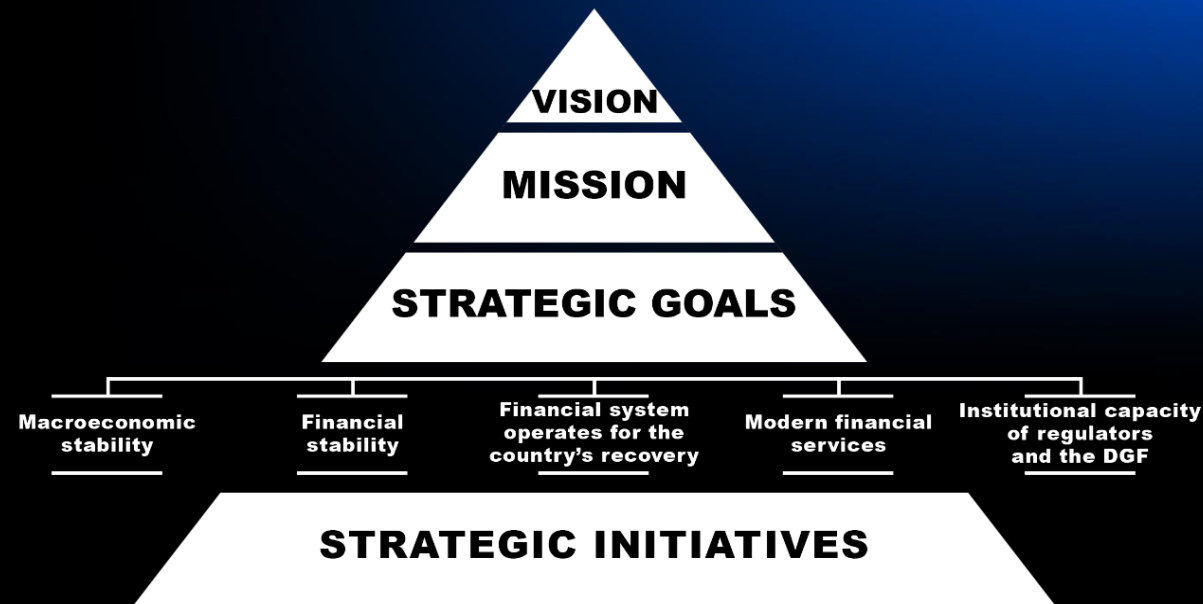 VISION
MISSION
STRATEGIC GOALS
Macroeconomic
stability
Financial
stability
Financial system
operates for the
country's recovery
Modern financial
services
Institutional capacity
of regulators
and the DGF
STRATEGIC INITIATIVES